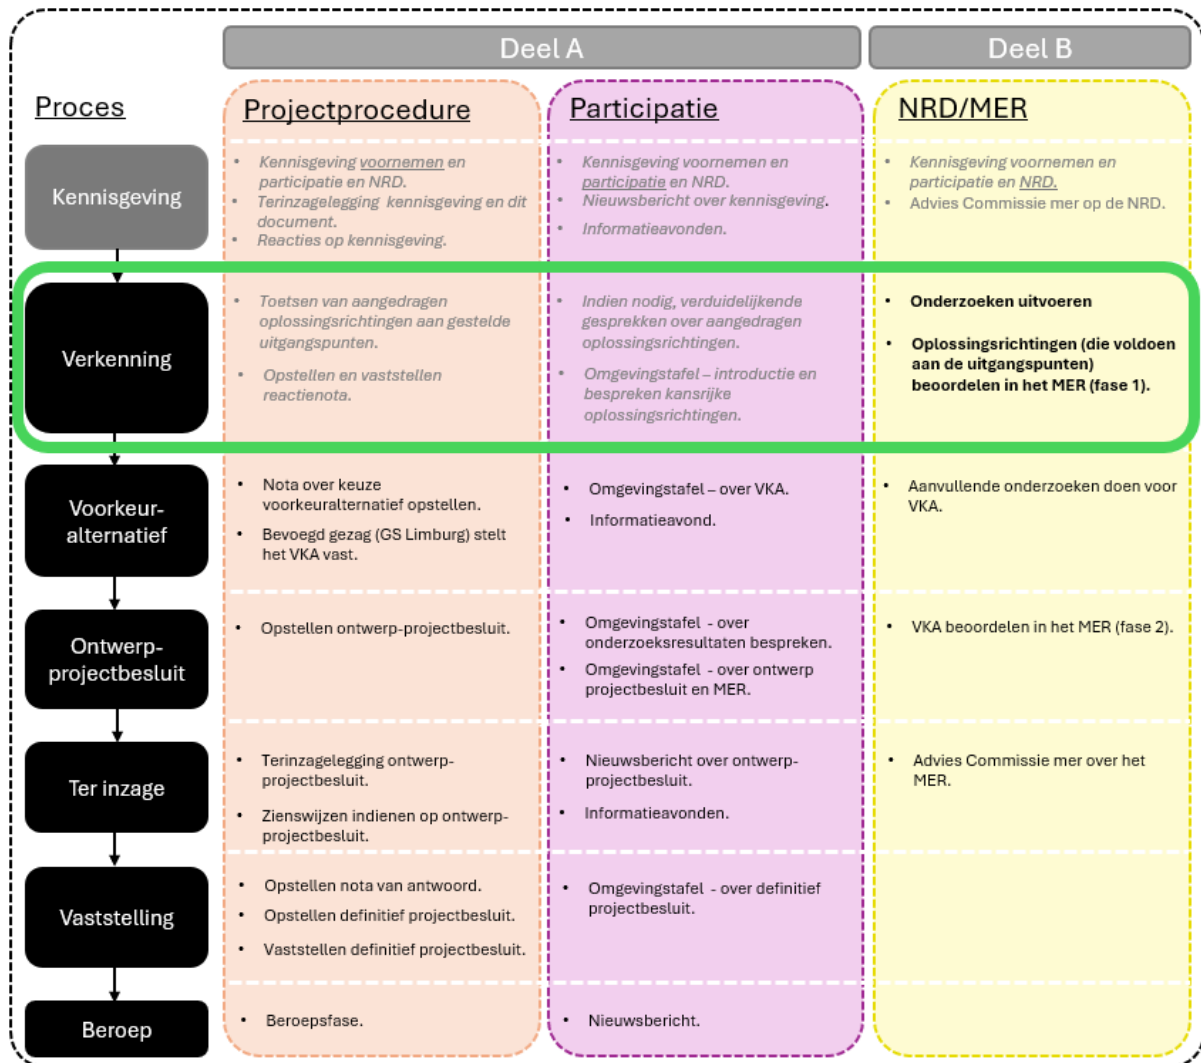 Deel A
Deel B
Proces
Projectprocedure
Participatie
NRD/MER
Kennisgeving
• Kennisgeving voornemen en
participatie en NRD.
• Terinzagelegging kennisgeving en dit
document.
• Reacties op kennisgeving.
• Kennisgeving voornemen en
participatie en NRD.
• Nieuwsbericht over kennisgeving.
• Informatieavonden.
• Kennisgeving voornemen en
participatie en NRD.
• Advies Commissie mer op de NRD.
Verkenning
• Toetsen van aangedragen
oplossingsrichtingen aan gestelde
uitgangspunten.
• Opstellen en vaststellen
reactienota.
• Indien nodig, verduidelijkende
gesprekken over aangedragen
oplossingsrichtingen.
• Omgevingstafel – introductie en
bespreken kansrijke
oplossingsrichtingen.
• Onderzoeken uitvoeren
• Oplossingsrichtingen (die voldoen
aan de uitgangspunten)
beoordelen in het MER (fase 1).
Voorkeur-
alternatief
• Nota over keuze
voorkeuralternatief opstellen.
• Bevoegd gezag (GS Limburg) stelt
het VKA vast.
• Omgevingstafel – over VKA.
• Informatieavond.
• Aanvullende onderzoeken doen voor
VKA.
Ontwerp-
projectbesluit
• Opstellen ontwerp-projectbesluit.
• Omgevingstafel - over
onderzoeksresultaten bespreken.
• Omgevingstafel - over ontwerp
projectbesluit en MER.
• VKA beoordelen in het MER (fase 2).
Ter inzage
• Terinzagelegging ontwerp-
projectbesluit.
• Zienswijzen indienen op ontwerp-
projectbesluit.
• Nieuwsbericht over ontwerp-
projectbesluit.
• Informatieavonden.
• Advies Commissie mer over het
MER.
Vaststelling
• Opstellen nota van antwoord.
• Opstellen definitief projectbesluit.
• Vaststellen definitief projectbesluit.
• Omgevingstafel - over definitief
projectbesluit.
Beroep
• Beroepsfase.
• Nieuwsbericht.